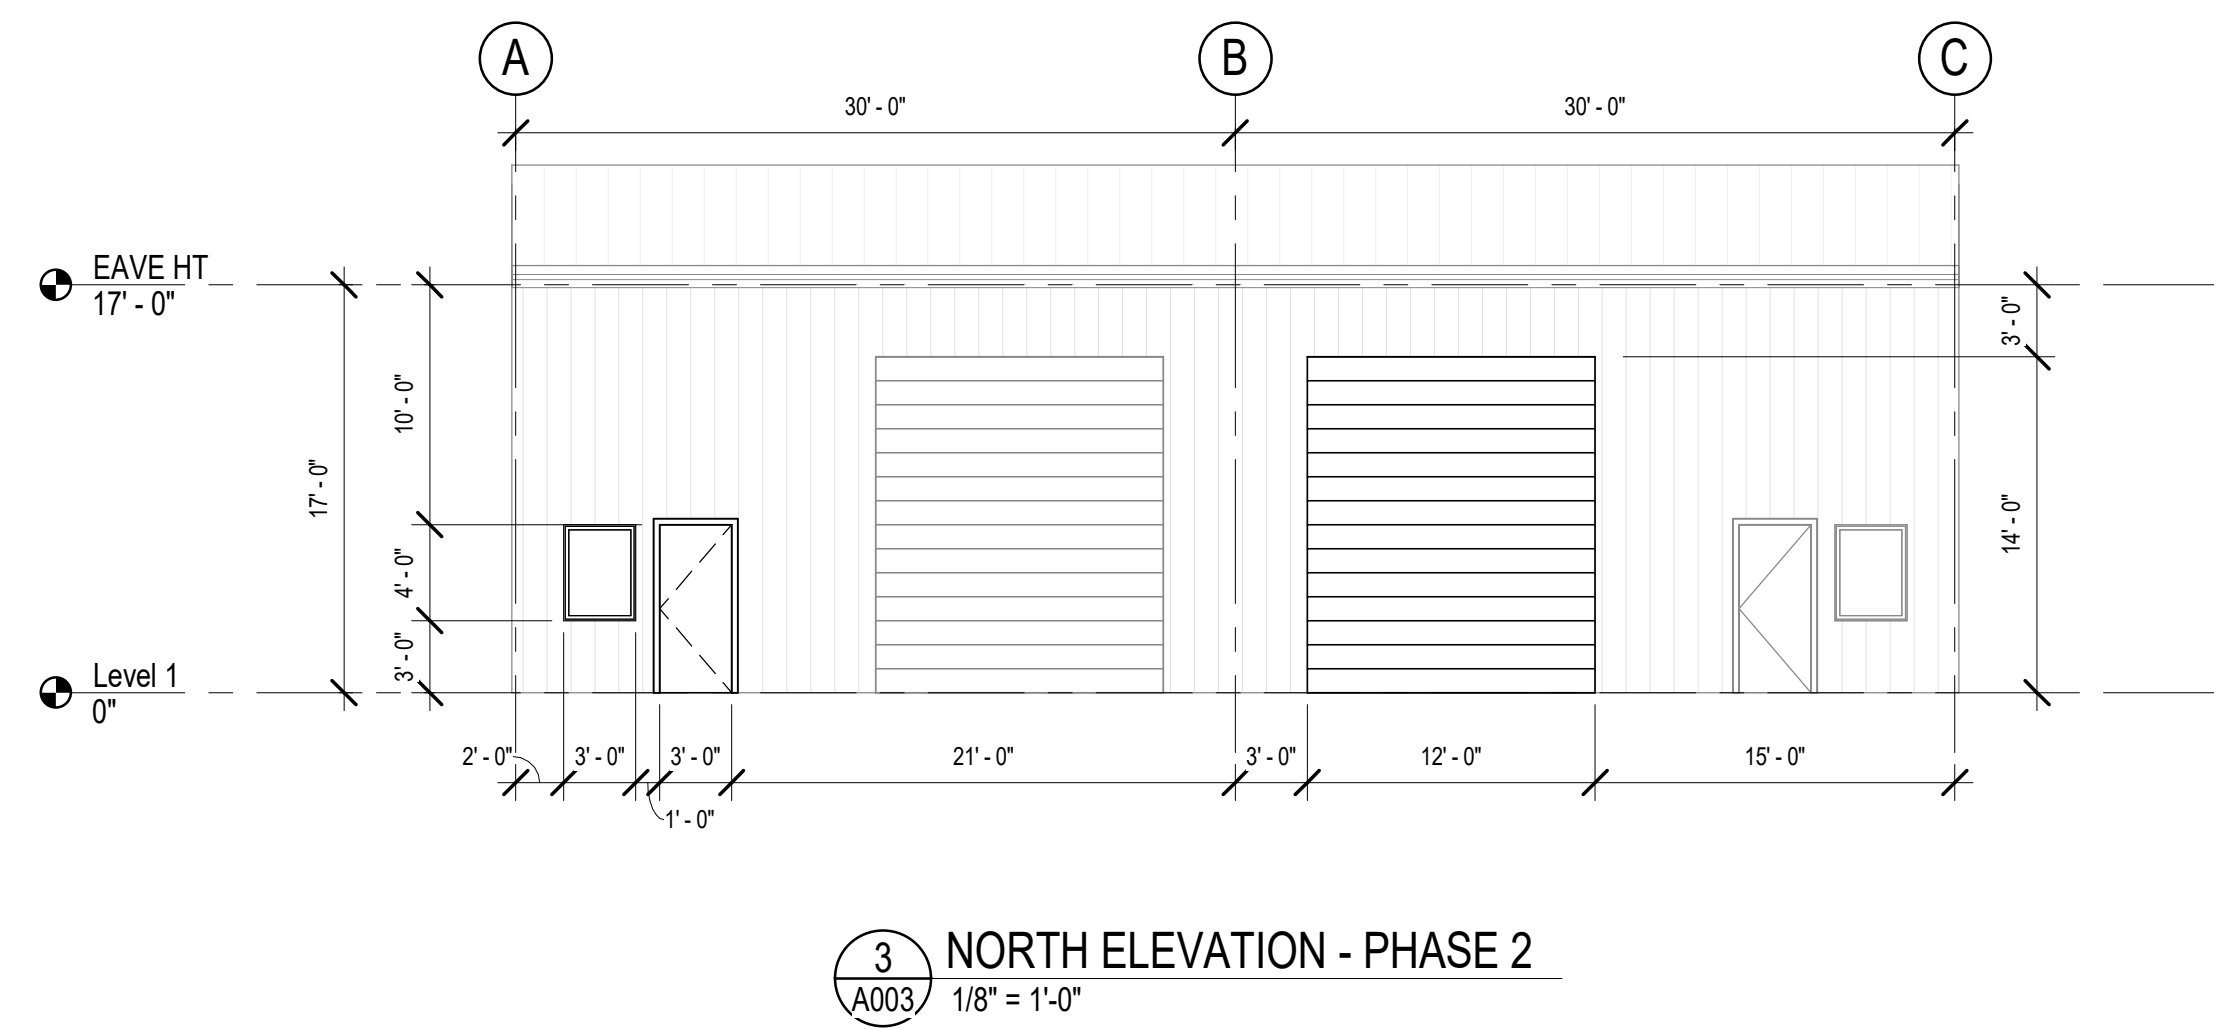 A
B
C
30' - 0"
30' - 0"
EAVE HT
17' - 0"
3' - 0"
10' - 0"
17' - 0"
14' - 0"
4' - 0"
3' - 0"
Level 1
0"
2' - 0"
3' - 0"
3' - 0"
21' - 0"
3' - 0"
12' - 0"
15' - 0"
1' - 0"
3
NORTH ELEVATION - PHASE 2
A003
1/8" = 1'-0"